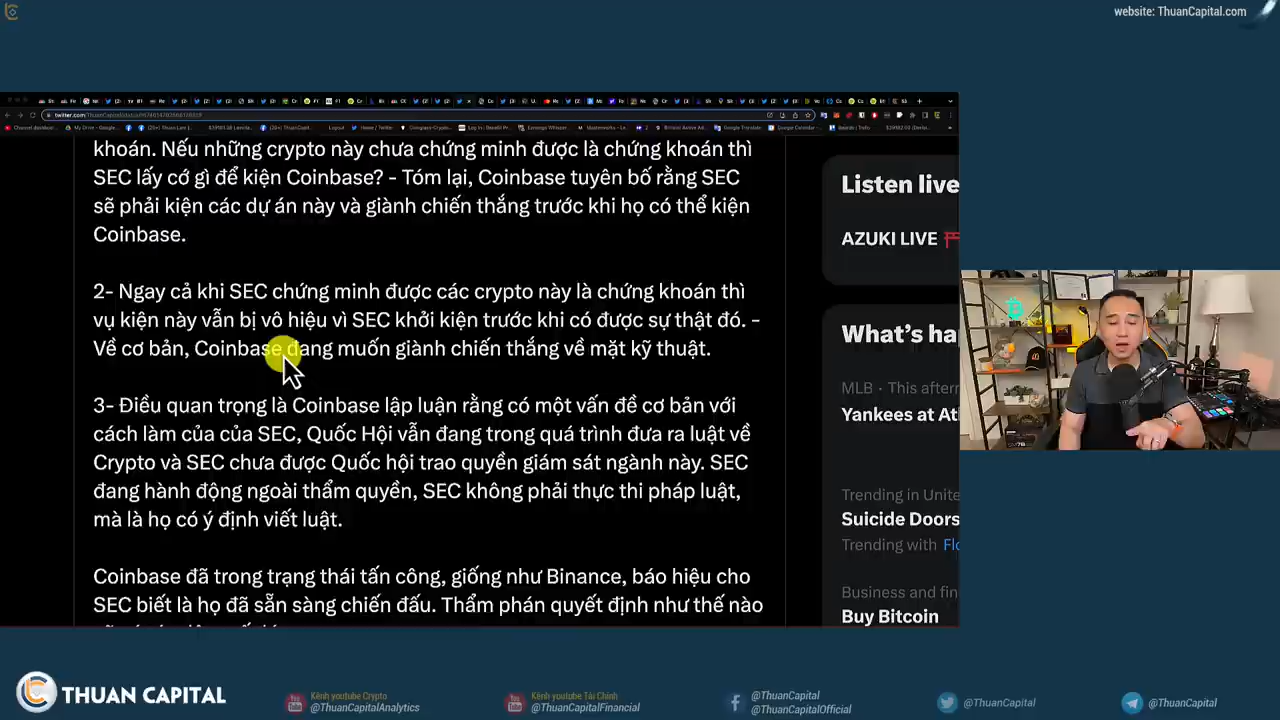 website: ThuanCapital.com
khoán. Nếu những crypto này chưa chứng minh được là chứng khoán thì
SEC lấy cớ gì để kiện Coinbase? - Tóm lại, Coinbase tuyên bố rằng SEC
sẽ phải kiện các dự án này và giành chiến thắng trước khi họ có thể kiện
Coinbase.
2- Ngay cả khi SEC chứng minh được các crypto này là chứng khoán thì
vụ kiện này vẫn bị vô hiệu vì SEC khởi kiện trước khi có được sự thật đó. -
Về cơ bản, Coinbase đang muốn giành chiến thắng về mặt kỹ thuật.
3- Điều quan trọng là Coinbase lập luận rằng có một vấn đề cơ bản với
cách làm của của SEC, Quốc Hội vẫn đang trong quá trình đưa ra luật về
Crypto và SEC chưa được Quốc hội trao quyền giám sát ngành này. SEC
đang hành động ngoài thẩm quyền, SEC không phải thực thi pháp luật,
mà là họ có ý định viết luật.
Coinbase đã trong trạng thái tấn công, giống như Binance, báo hiệu cho
SEC biết là họ đã sẵn sàng chiến đấu. Thẩm phán quyết định như thế nào
Listen live
AZUKI LIVE
What's ha
MLB · This after
Yankees at Atl
Trending in Unite
Suicide Doors
Trending with Flo
Business and fin
Buy Bitcoin
THUAN CAPITAL
Kênh youtube Crypto
@ThuanCapitalAnalytics
Kênh youtube Tài Chính
@ThuanCapitalFinancial
@ThuanCapital
@ThuanCapitalOfficial
@ThuanCapital
@ThuanCapital